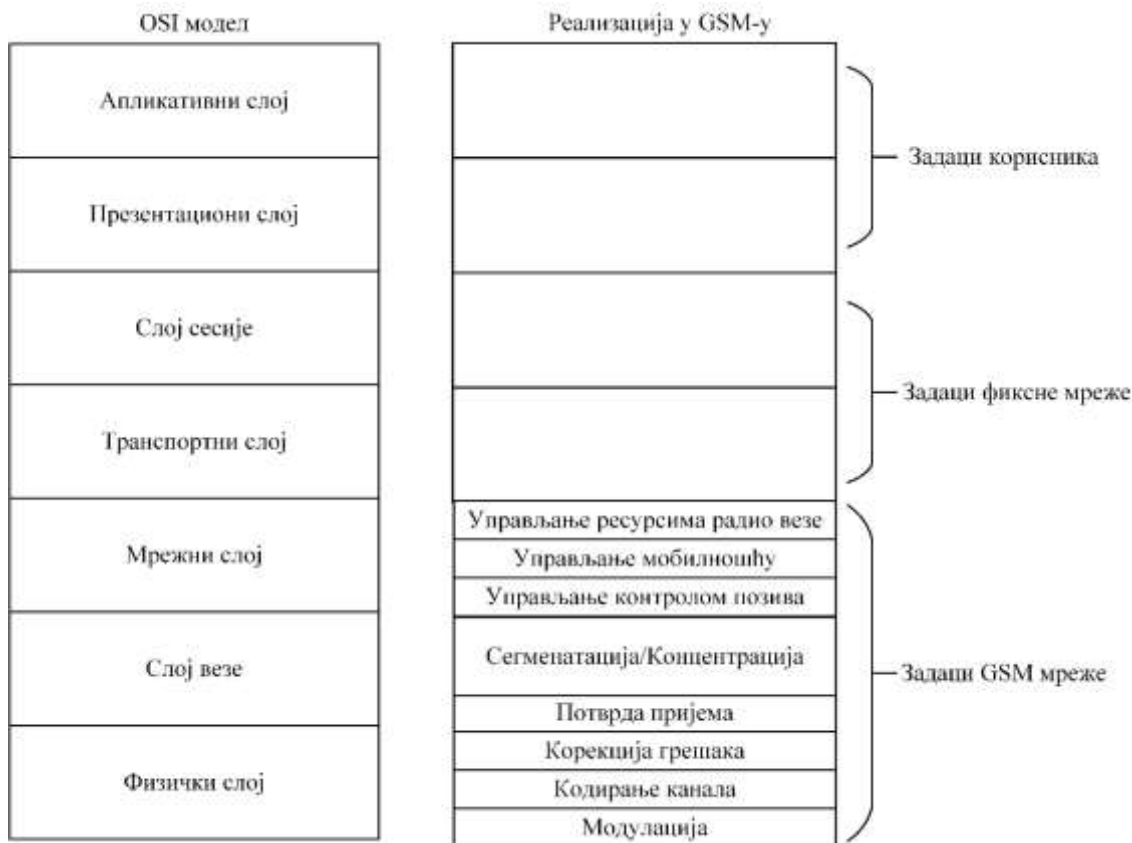 OSI модел
Апликативни слој
Презентациони слој
Слој сесије
Транспортни слој
Мрежни слој
Слој везе
Физички слој
Реализација у GSM-у
Управљање ресурсима радио везе
Управљање мобилношћу
Управљање контролом позива
Сегменатација/Концентрација
Потврда пријема
Корекција грешака
Кодирање канала
Модулација
Задаци корисника
Задаци фиксне мреже
Задаци GSM мреже